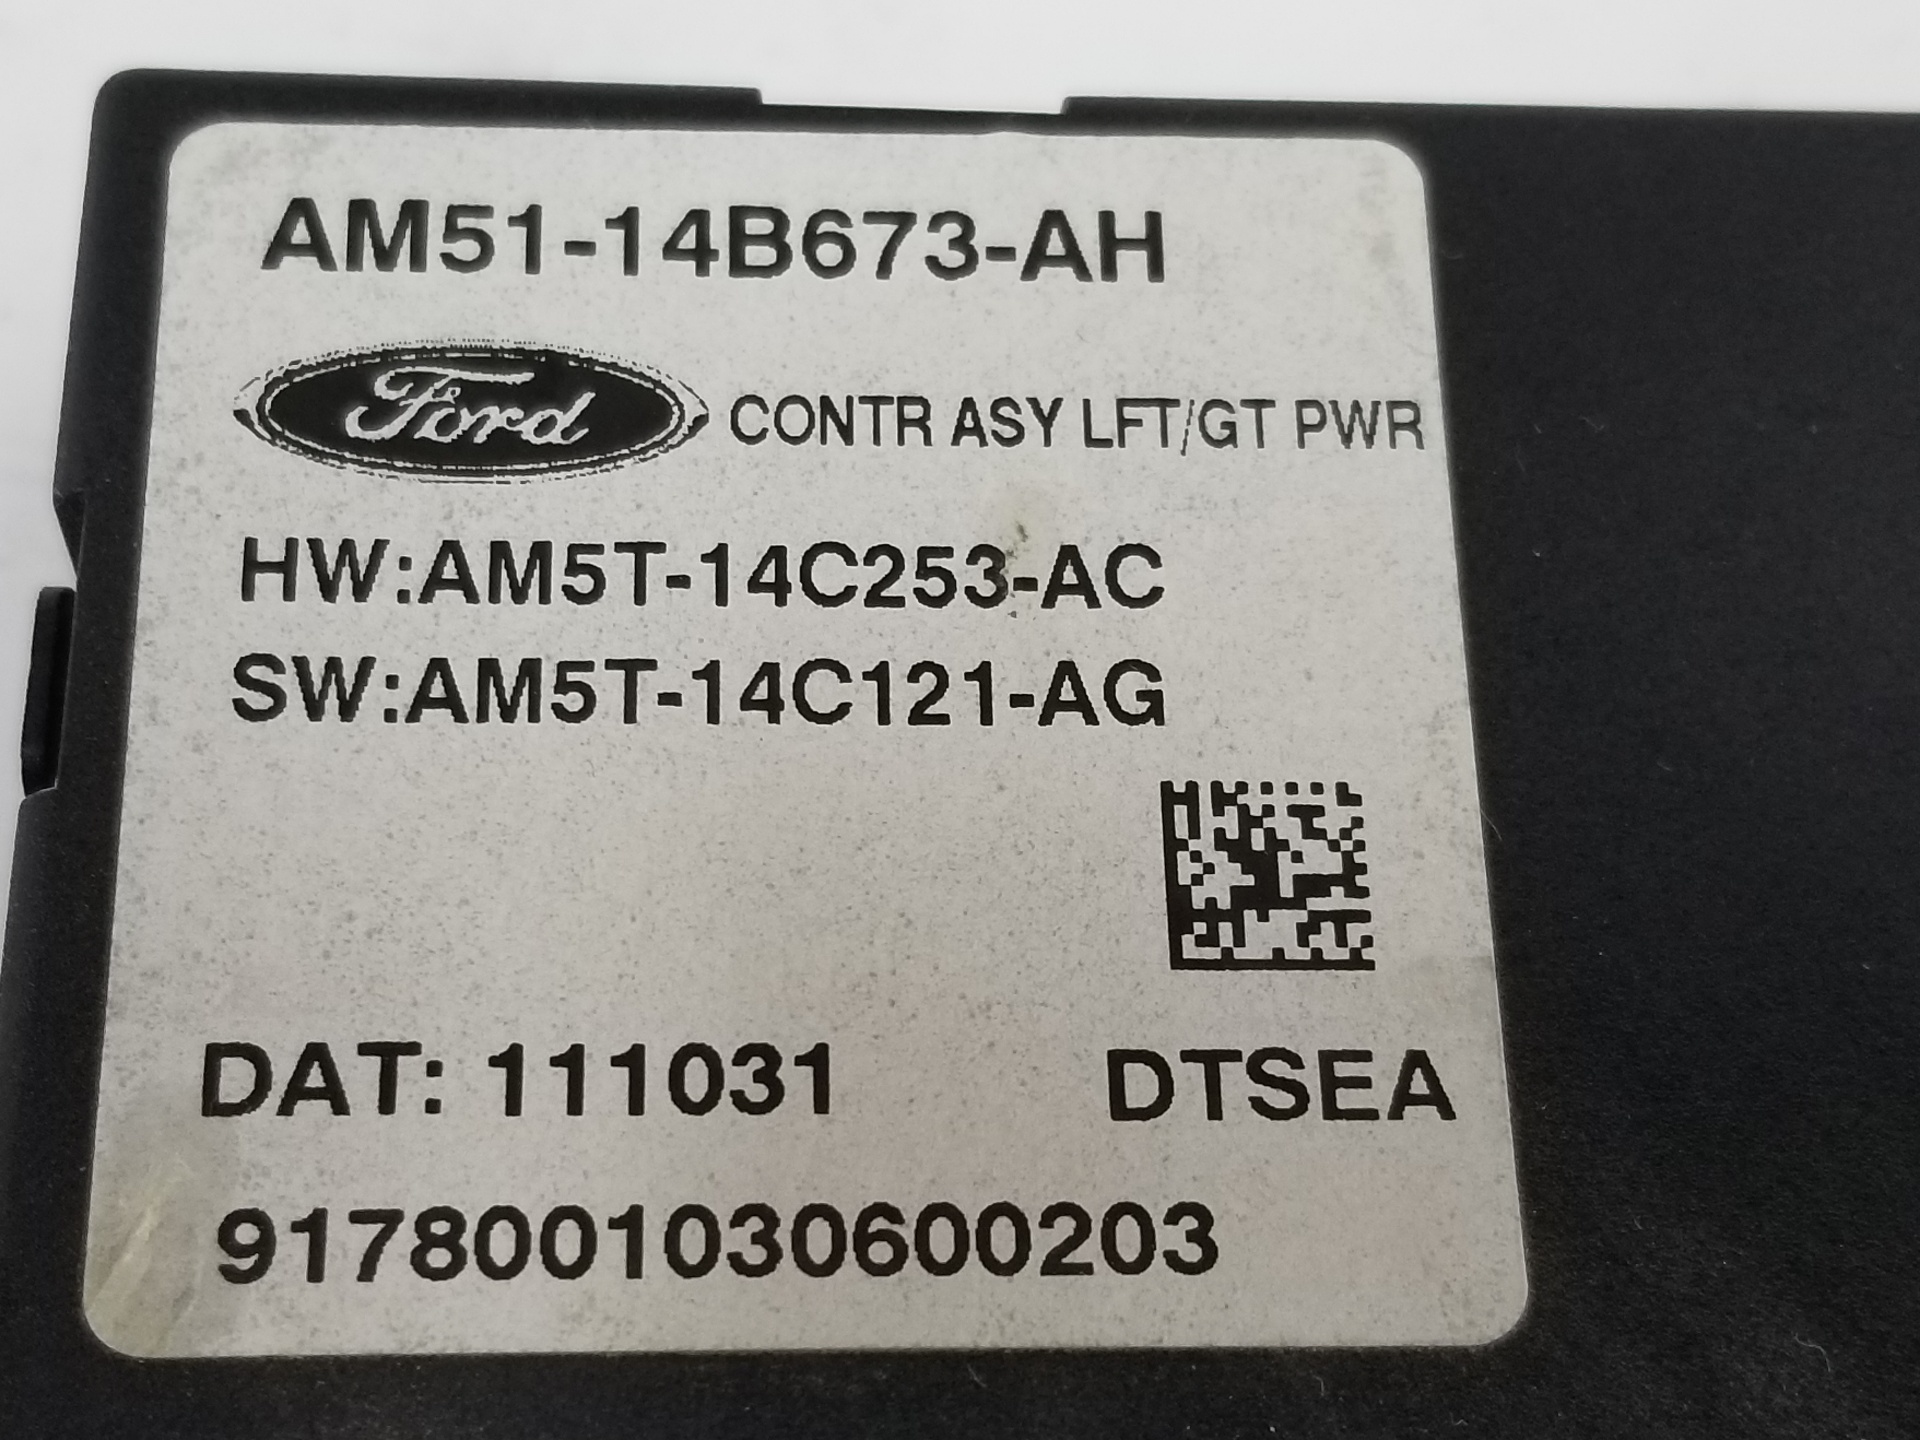 AM51-14B673-AH
Ford CONTR ASY LFT/GT PWR
HW:AM5T-14C253-AC
SW:AM5T-14C121-AG
DAT: 111031 DTSEA
9178001030600203